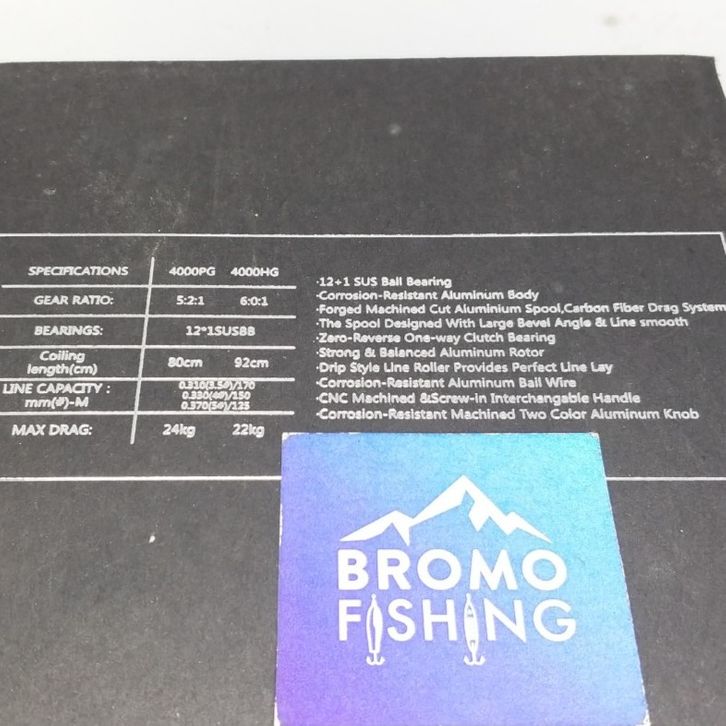 SPECIFICATIONS 4000PG 4000HG
GEAR RATIO: 5:2:1 6:0:1
BEARINGS: 12*1SUSBB
Coiling length(cm) 80cm 92cm
LINE CAPACITY : mm(#)-M
0.310(3.5#)/170
0.330(4#)/150
0.370(5#)/125
MAX DRAG: 24kg 22kg
·12+1 SUS Ball Bearing
·Corrosion-Resistant Aluminum Body
·Forged Machined Cut Aluminium Spool,Carbon Fiber Drag System
·The Spool Designed With Large Bevel Angle & Line smooth
·Zero-Reverse One-way Clutch Bearing
·Strong & Balanced Aluminum Rotor
·Drip Style Line Roller Provides Perfect Line Lay
·Corrosion-Resistant Aluminum Bail Wire
·CNC Machined &Screw-in Interchangable Handle
·Corrosion-Resistant Machined Two Color Aluminum Knob
BROMO
FISHING